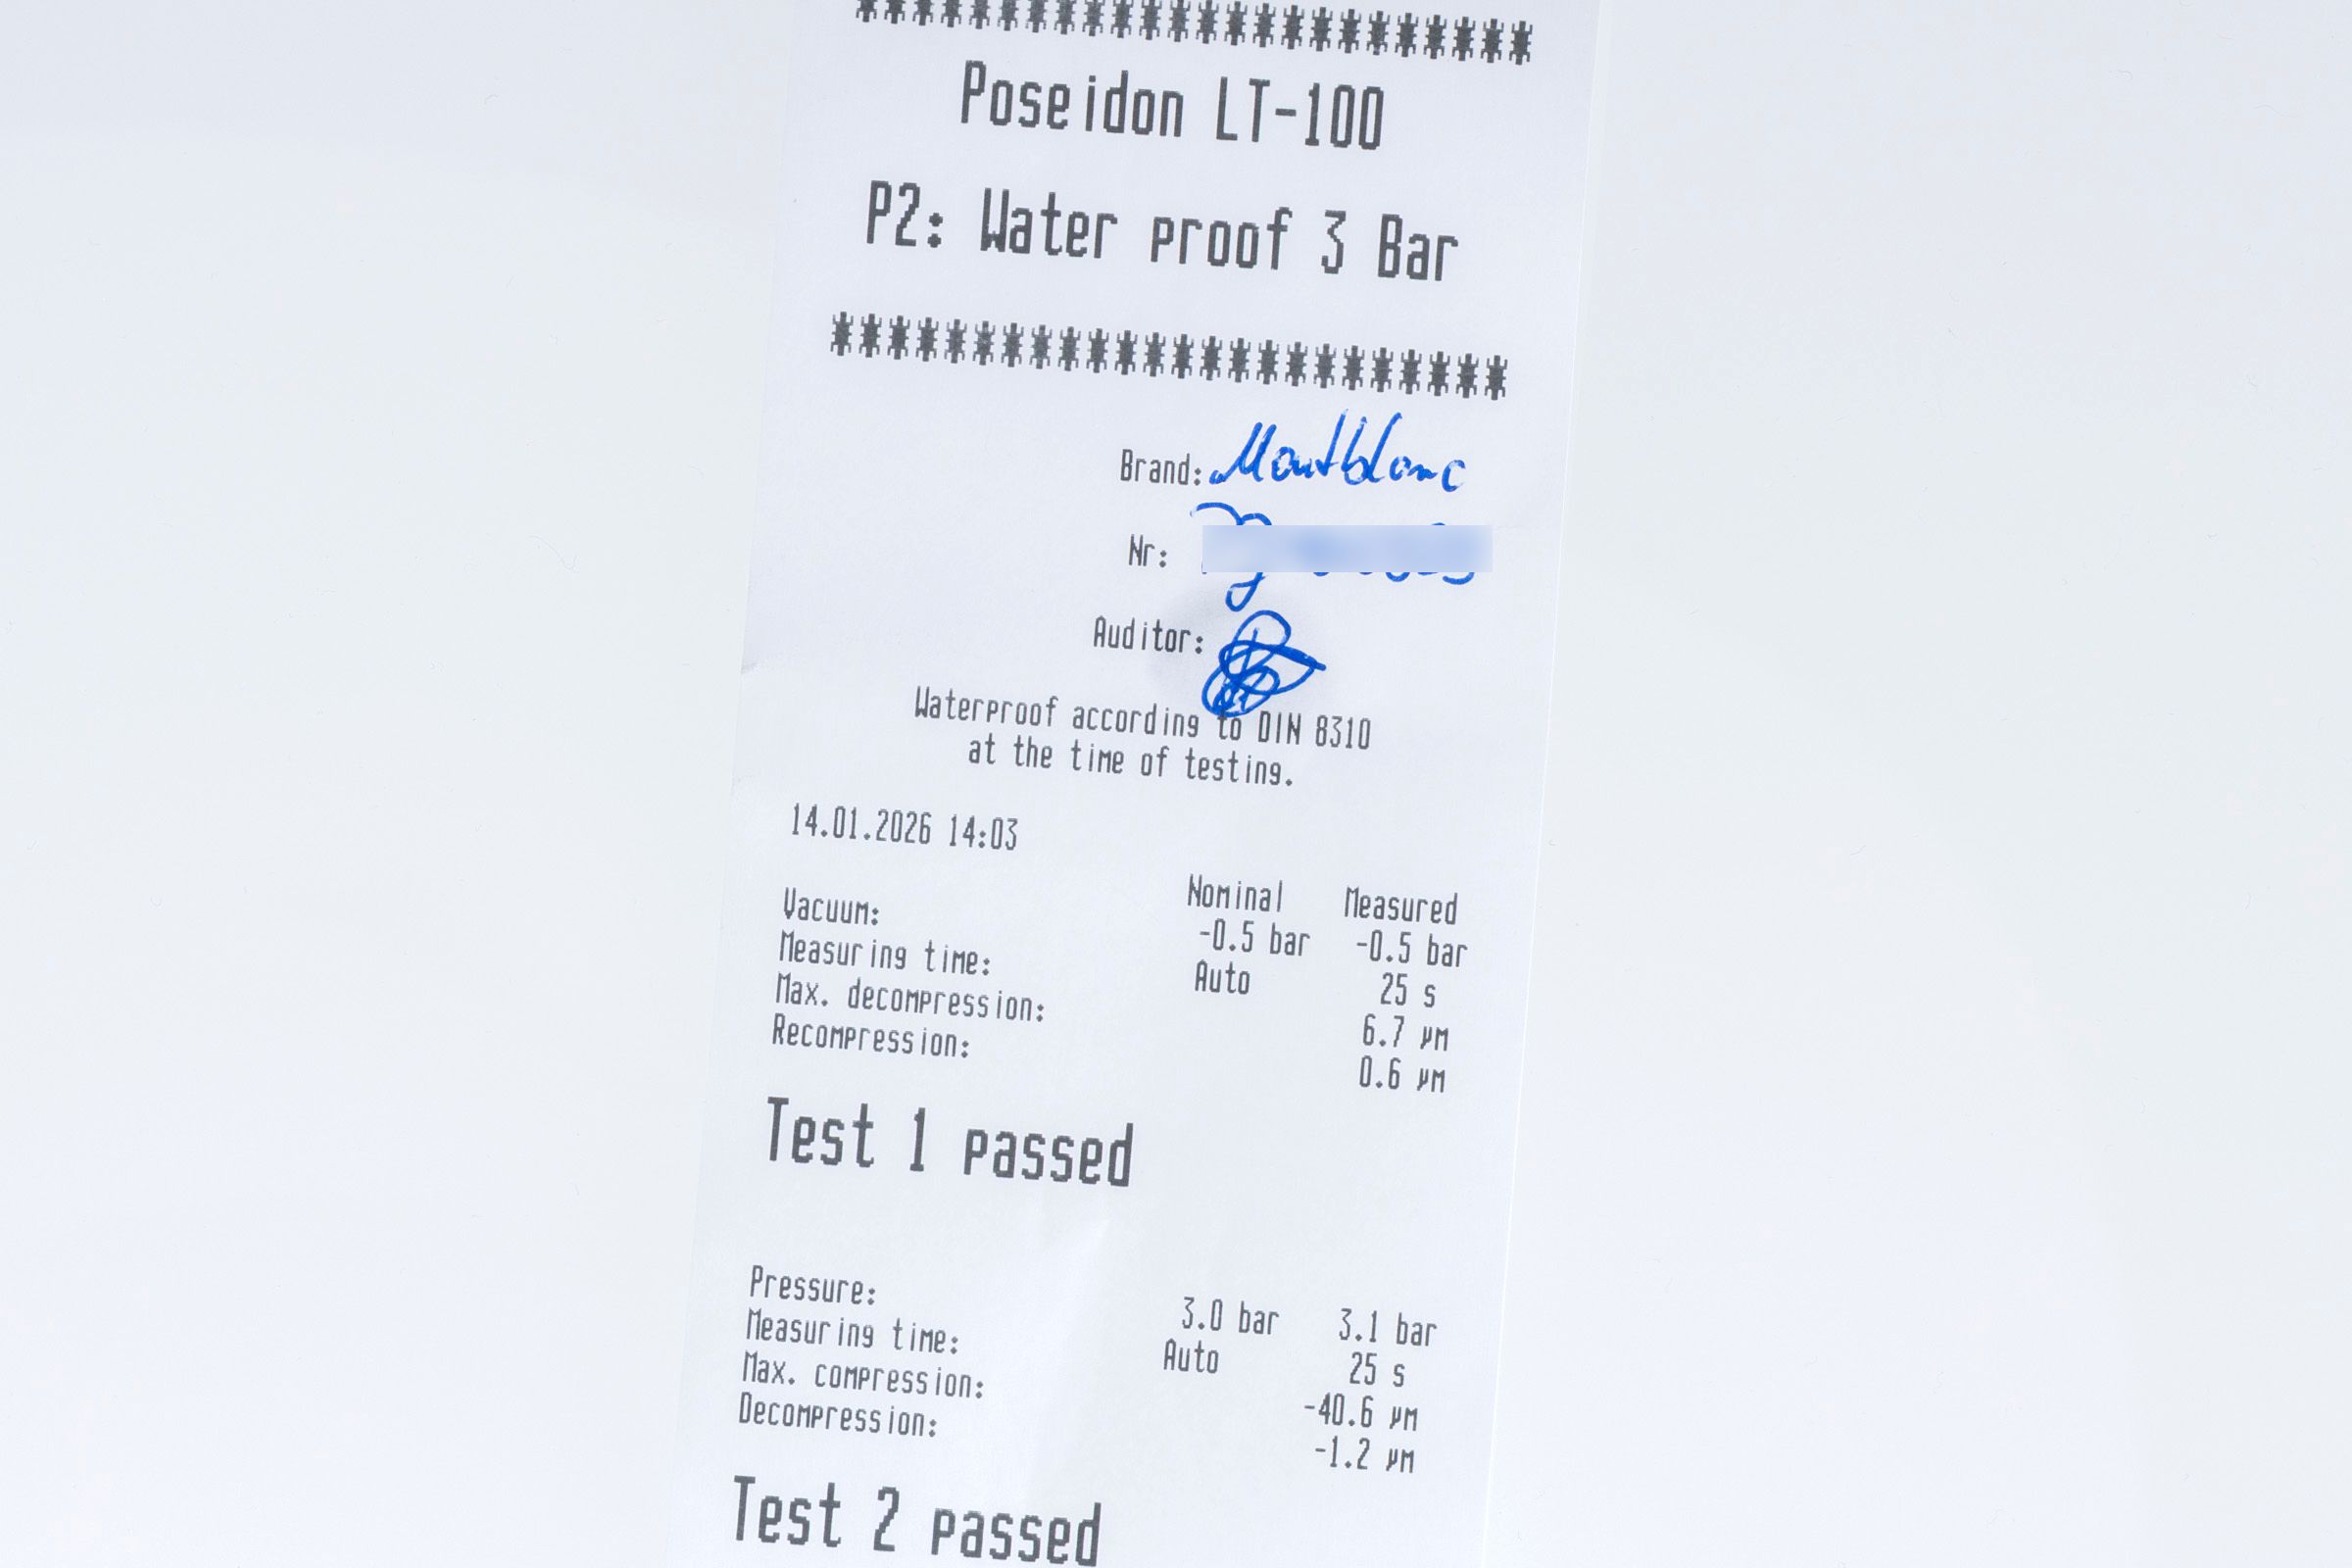 ************************
Poseidon LT-100
P2: Water proof 3 Bar
************************
Brand: Montblanc
Nr:
Auditor:
Waterproof according to DIN 8310
at the time of testing.
14.01.2026 14:03
Nominal Measured
Vacuum: -0.5 bar -0.5 bar
Measuring time: Auto 25 s
Max. decompression: 6.7 µm
Recompression: 0.6 µm
Test 1 passed
Pressure: 3.0 bar 3.1 bar
Measuring time: Auto 25 s
Max. compression: -40.6 µm
Decompression: -1.2 µm
Test 2 passed